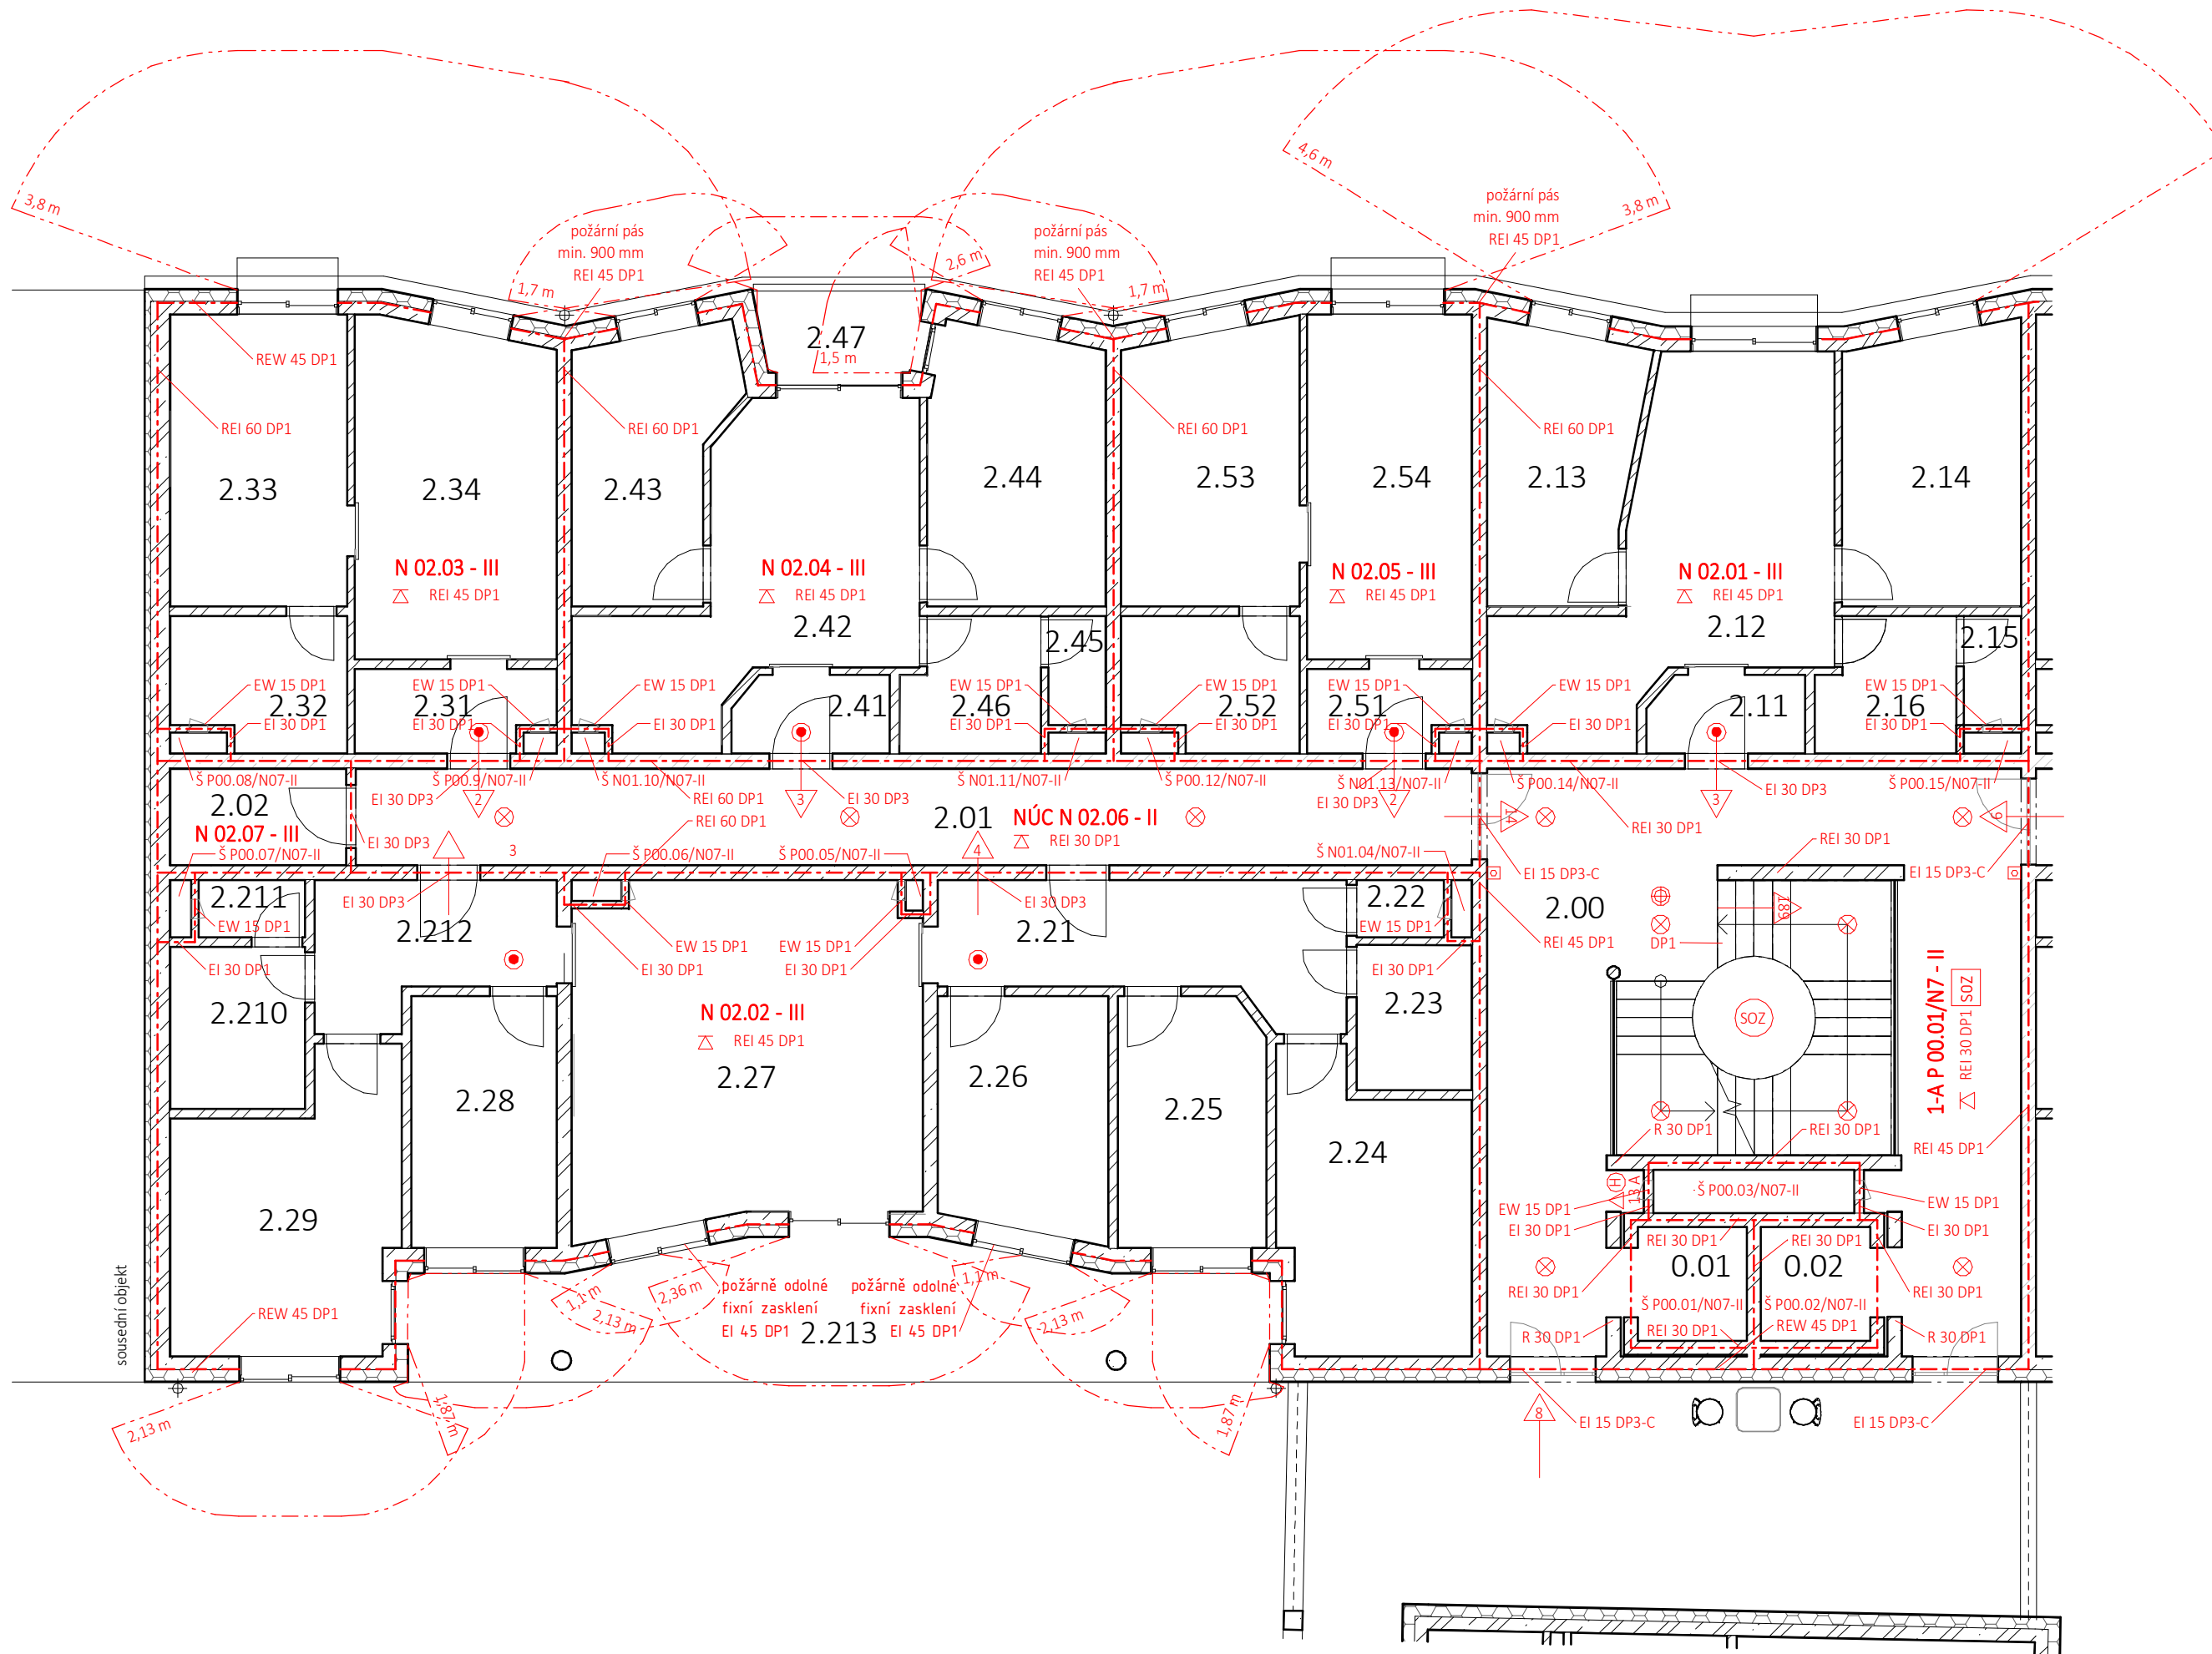 4,6 m
3,8 m
3,8 m
požární pás
min. 900 mm
REI 45 DP1
požární pás
min. 900 mm
REI 45 DP1
požární pás
min. 900 mm
REI 45 DP1
1,7 m
2,6 m
1,7 m
2.47
1,5 m
REW 45 DP1
REI 60 DP1
REI 60 DP1
REI 60 DP1
REI 60 DP1
2.33
2.34
2.43
2.44
2.53
2.54
2.13
2.14
N 02.03 - III
REI 45 DP1
N 02.04 - III
REI 45 DP1
N 02.05 - III
REI 45 DP1
N 02.01 - III
REI 45 DP1
2.42
2.45
2.12
2.15
EW 15 DP1
EW 15 DP1
EW 15 DP1
EW 15 DP1
EW 15 DP1
EW 15 DP1
EW 15 DP1
EW 15 DP1
2.32
2.31
2.41
2.46
2.52
2.51
2.11
2.16
EI 30 DP1
EI 30 DP1
EI 30 DP1
EI 30 DP1
EI 30 DP1
EI 30 DP1
EI 30 DP1
EI 30 DP1
Š P00.08/N07-II
Š P00.9/N07-II
Š N01.10/N07-II
Š N01.11/N07-II
Š P00.12/N07-II
Š N01.13/N07-II
Š P00.14/N07-II
Š P00.15/N07-II
2.02
N 02.07 - III
EI 30 DP3
2
REI 60 DP1
3
EI 30 DP3
2.01
NÚC N 02.06 - II
REI 30 DP1
EI 30 DP3
2
14
3
EI 30 DP3
9
REI 60 DP1
REI 30 DP1
REI 30 DP1
EI 30 DP3
3
4
Š P00.07/N07-II
Š P00.06/N07-II
Š P00.05/N07-II
Š N01.04/N07-II
EI 15 DP3-C
EI 15 DP3-C
2.211
EI 30 DP3
EI 30 DP3
2.22
2.00
189
EW 15 DP1
2.212
2.21
EW 15 DP1
EW 15 DP1
EW 15 DP1
REI 45 DP1
DP1
EI 30 DP1
EI 30 DP1
EI 30 DP1
EI 30 DP1
2.210
N 02.02 - III
REI 45 DP1
2.23
SOZ
1-A P 00.01/N7 - II
REI 30 DP1
SOZ
2.27
2.26
2.28
2.25
2.24
R 30 DP1
REI 30 DP1
REI 45 DP1
H
13 A
Š P00.03/N07-II
EW 15 DP1
EI 30 DP1
EW 15 DP1
EI 30 DP1
2.29
REI 30 DP1
REI 30 DP1
0.01
0.02
REI 30 DP1
REI 30 DP1
Š P00.01/N07-II
Š P00.02/N07-II
REI 30 DP1
REW 45 DP1
R 30 DP1
R 30 DP1
sousední objekt
REW 45 DP1
1,1 m
2,13 m
2,36 m
požárně odolné
fixní zasklení
EI 45 DP1
požárně odolné
fixní zasklení
EI 45 DP1
1,1 m
2,13 m
2.213
2,13 m
1,87 m
1,87 m
8
EI 15 DP3-C
EI 15 DP3-C